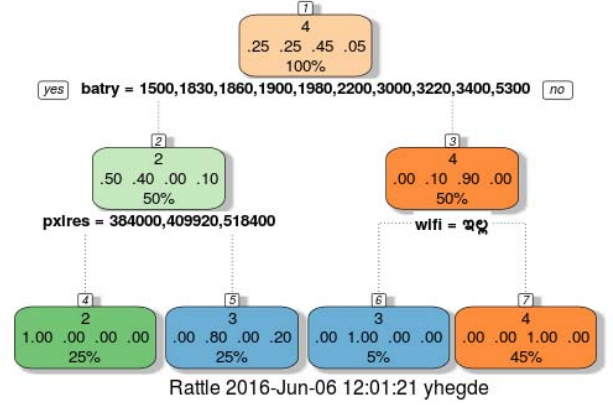 1
4
.25 .25 .45 .05
100%
yes batry = 1500,1830,1860,1900,1980,2200,3000,3220,3400,5300 no
2 3
2 4
.50 .40 .00 .10 .00 .10 .90 .00
50% 50%
pxlres = 384000,409920,518400 wifi = ಇಲ್ಲ
4 5 6 7
2 3 3 4
1.00 .00 .00 .00 .00 .80 .00 .20 .00 1.00 .00 .00 .00 .00 1.00 .00
25% 25% 5% 45%
Rattle 2016-Jun-06 12:01:21 yhegde